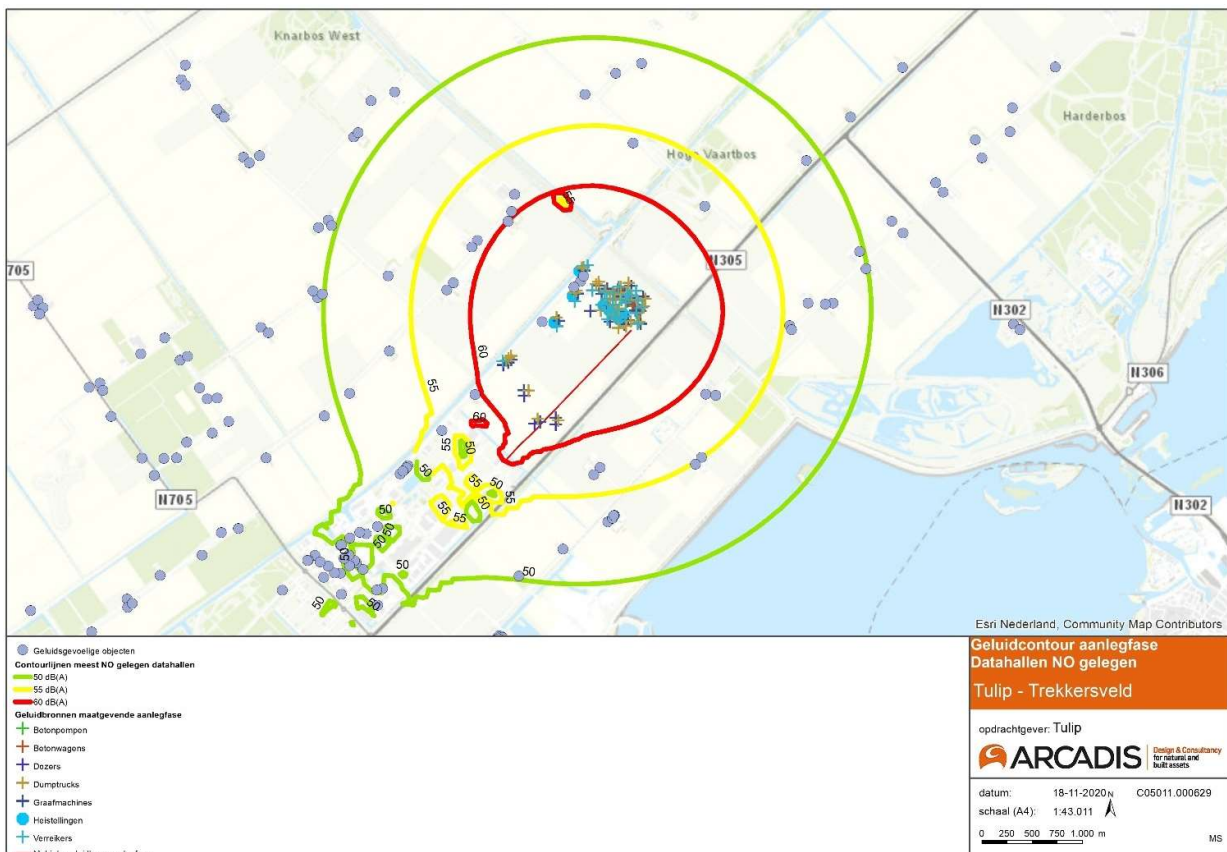 Knarbos West
Harderbos
Hoge Vaartbos
55
N305
705
N302
60
55
N306
60
55
50
50
55
50
55
55
50
55
N705
50
50
N302
50
50
50
50
50
Esri Nederland, Community Map Contributors
Geluidsgevoelige objecten
Contourlijnen meest NO gelegen datahallen
50 dB(A)
55 dB(A)
60 dB(A)
Geluidbronnen maatgevende aanlegfase
Betonpompen
Betonwagens
Dozers
Dumptrucks
Graafmachines
Heistellingen
Verreikers
Geluidcontour aanlegfase
Datahallen NO gelegen
Tulip - Trekkersveld
opdrachtgever: Tulip
ARCADIS
Design & Consultancy
for natural and
built assets
datum: 18-11-2020 N C05011.000629
schaal (A4): 1:43.011
0 250 500 750 1.000 m
MS